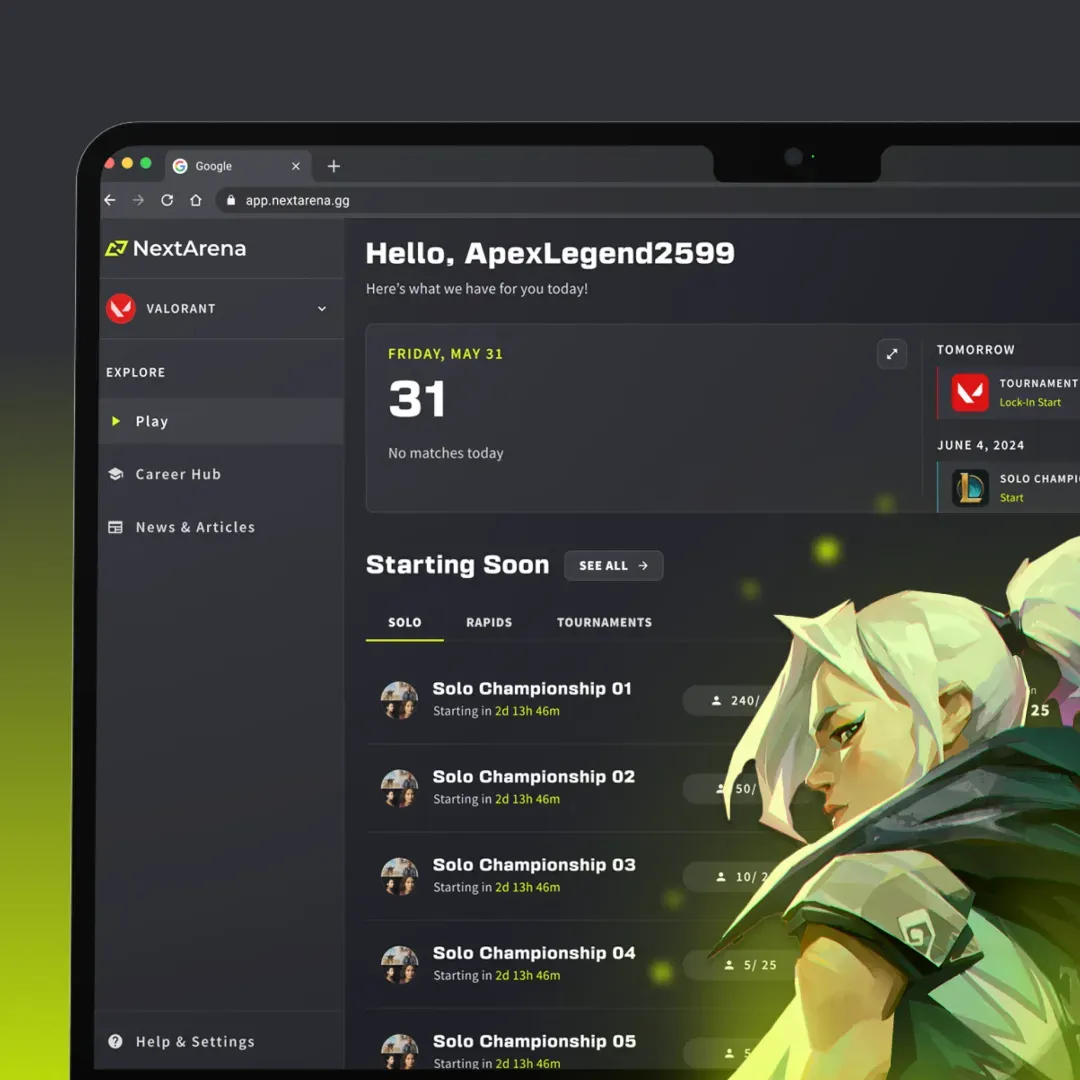 Google
app.nextarena.gg
NextArena
VALORANT
EXPLORE
Play
Career Hub
News & Articles
Help & Settings
Hello, ApexLegend2599
Here's what we have for you today!
FRIDAY, MAY 31
31
No matches today
TOMORROW
TOURNAMENT
Lock-In Start
JUNE 4, 2024
SOLO
Start
Starting Soon
SEE ALL
SOLO RAPIDS TOURNAMENTS
Solo Championship 01
Starting in 2d 13h 46m
240/
25
Solo Championship 02
Starting in 2d 13h 46m
50/
Solo Championship 03
Starting in 2d 13h 46m
10/
Solo Championship 04
Starting in 2d 13h 46m
5/ 25
Solo Championship 05
Starting in 2d 13h 46m